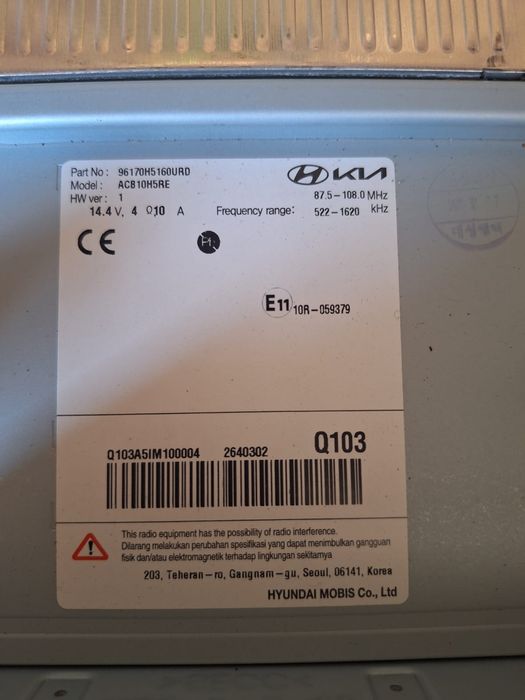 Part No : 96170H5160URD
Model : ACB10H5RE
HW ver : 1
14.4 V, 4 Ω,10 A
KIA
87.5-108.0 MHz
Frequency range: 522-1620 kHz
CE
E11 10R-059379
Q103A5IM100004 2640302 Q103
This radio equipment has the possibility of radio interference.
Dilarang melakukan perubahan spesifikasi yang dapat menimbulkan gangguan
fisik dan/atau elektromagnetik terhadap lingkungan sekitarnya
203, Teheran-ro, Gangnam-gu, Seoul, 06141, Korea
HYUNDAI MOBIS Co., Ltd